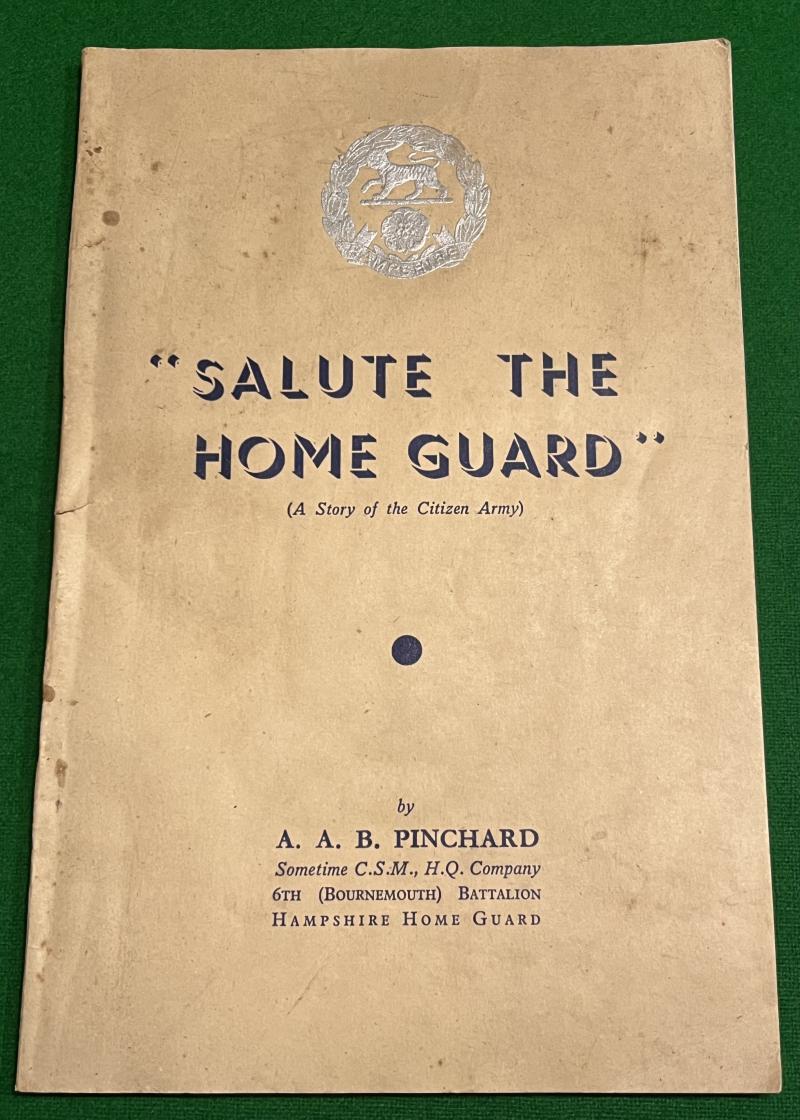 HAMPSHIRE
“SALUTE THE
HOME GUARD”
(A Story of the Citizen Army)
by
A. A. B. PINCHARD
Sometime C.S.M., H.Q. Company
6TH (BOURNEMOUTH) BATTALION
HAMPSHIRE HOME GUARD